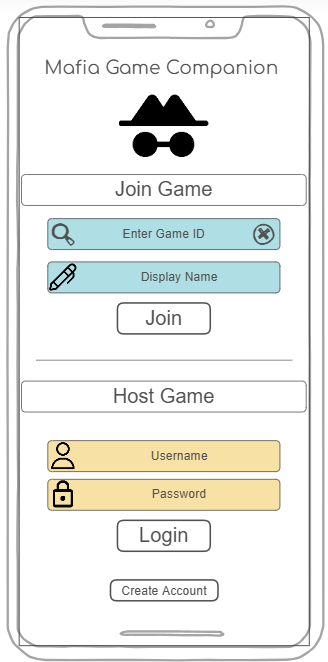 Mafia Game Companion
Join Game
Enter Game ID
Display Name
Join
Host Game
Username
Password
Login
Create Account